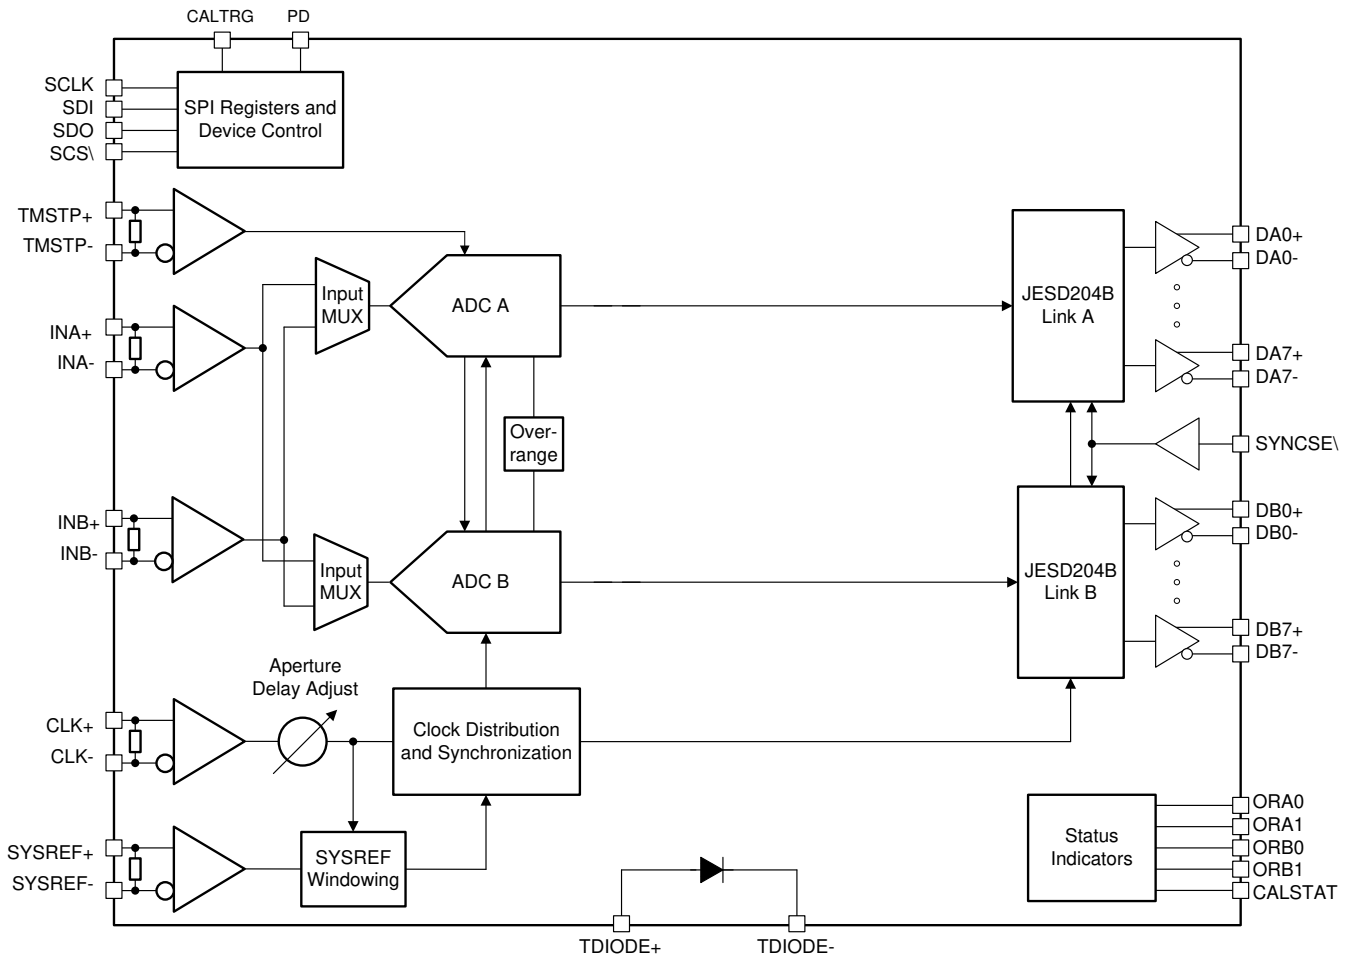 CALTRG
PD
SCLK
SDI
SDO
SCS\
SPI Registers and
Device Control
TMSTP+
TMSTP-
INA+
INA-
Input
MUX
ADC A
JESD204B
Link A
DA0+
DA0-
DA7+
DA7-
Over-
range
SYNCSE\
INB+
INB-
Input
MUX
ADC B
JESD204B
Link B
DB0+
DB0-
DB7+
DB7-
Aperture
Delay Adjust
CLK+
CLK-
Clock Distribution
and Synchronization
SYSREF+
SYSREF-
SYSREF
Windowing
Status
Indicators
ORA0
ORA1
ORB0
ORB1
CALSTAT
TDIODE+
TDIODE-